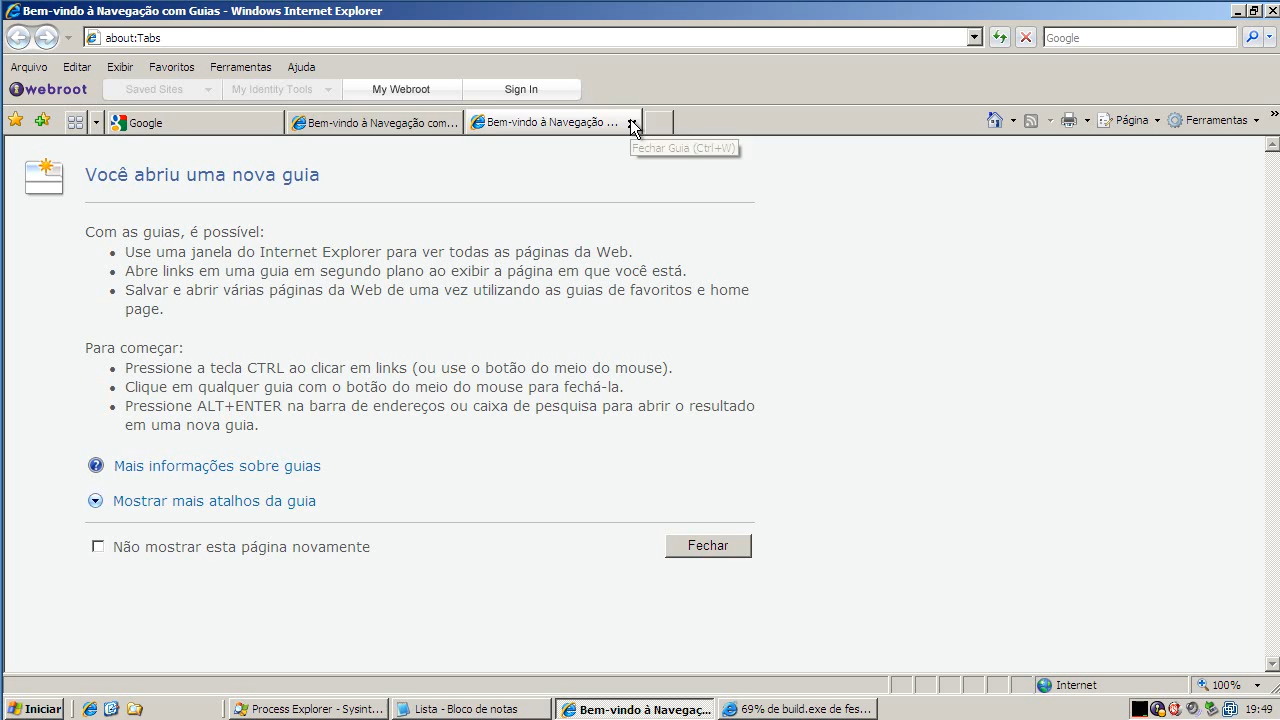 Bem-vindo à Navegação com Guias - Windows Internet Explorer
about:Tabs
Google
Arquivo Editar Exibir Favoritos Ferramentas Ajuda
webroot Saved Sites My Identity Tools My Webroot Sign In
Google Bem-vindo à Navegação com... Bem-vindo à Navegação ... Página Ferramentas
Fechar Guia (Ctrl+W)
Você abriu uma nova guia
Com as guias, é possível:
Use uma janela do Internet Explorer para ver todas as páginas da Web.
Abre links em uma guia em segundo plano ao exibir a página em que você está.
Salvar e abrir várias páginas da Web de uma vez utilizando as guias de favoritos e home
page.
Para começar:
Pressione a tecla CTRL ao clicar em links (ou use o botão do meio do mouse).
Clique em qualquer guia com o botão do meio do mouse para fechá-la.
Pressione ALT+ENTER na barra de endereços ou caixa de pesquisa para abrir o resultado
em uma nova guia.
Mais informações sobre guias
Mostrar mais atalhos da guia
Não mostrar esta página novamente
Fechar
Internet 100%
Iniciar Process Explorer - Sysint... Lista - Bloco de notas Bem-vindo à Navegaç... 69% de build.exe de fes... 19:49